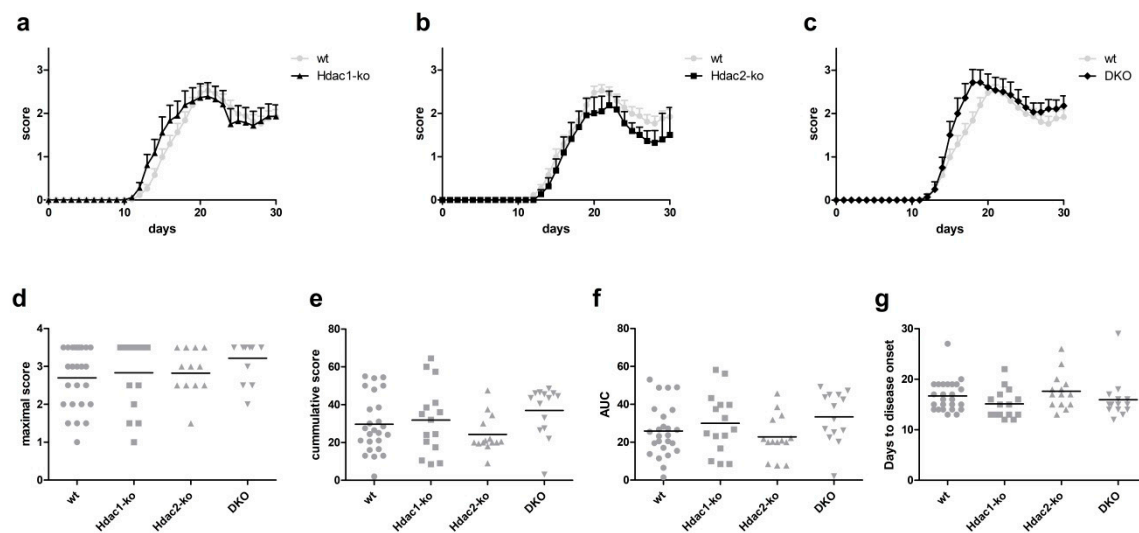 a
wt
Hdac1-ko
3
2
1
0
score
0 10 20 30
days
b
wt
Hdac2-ko
3
2
1
0
score
0 10 20 30
days
c
wt
DKO
3
2
1
0
score
0 10 20 30
days
d
4
3
2
1
0
maximal score
wt Hdac1-ko Hdac2-ko DKO
e
80
60
40
20
0
cummulative score
wt Hdac1-ko Hdac2-ko DKO
f
80
60
40
20
0
AUC
wt Hdac1-ko Hdac2-ko DKO
g
30
20
10
0
Days to disease onset
wt Hdac1-ko Hdac2-ko DKO